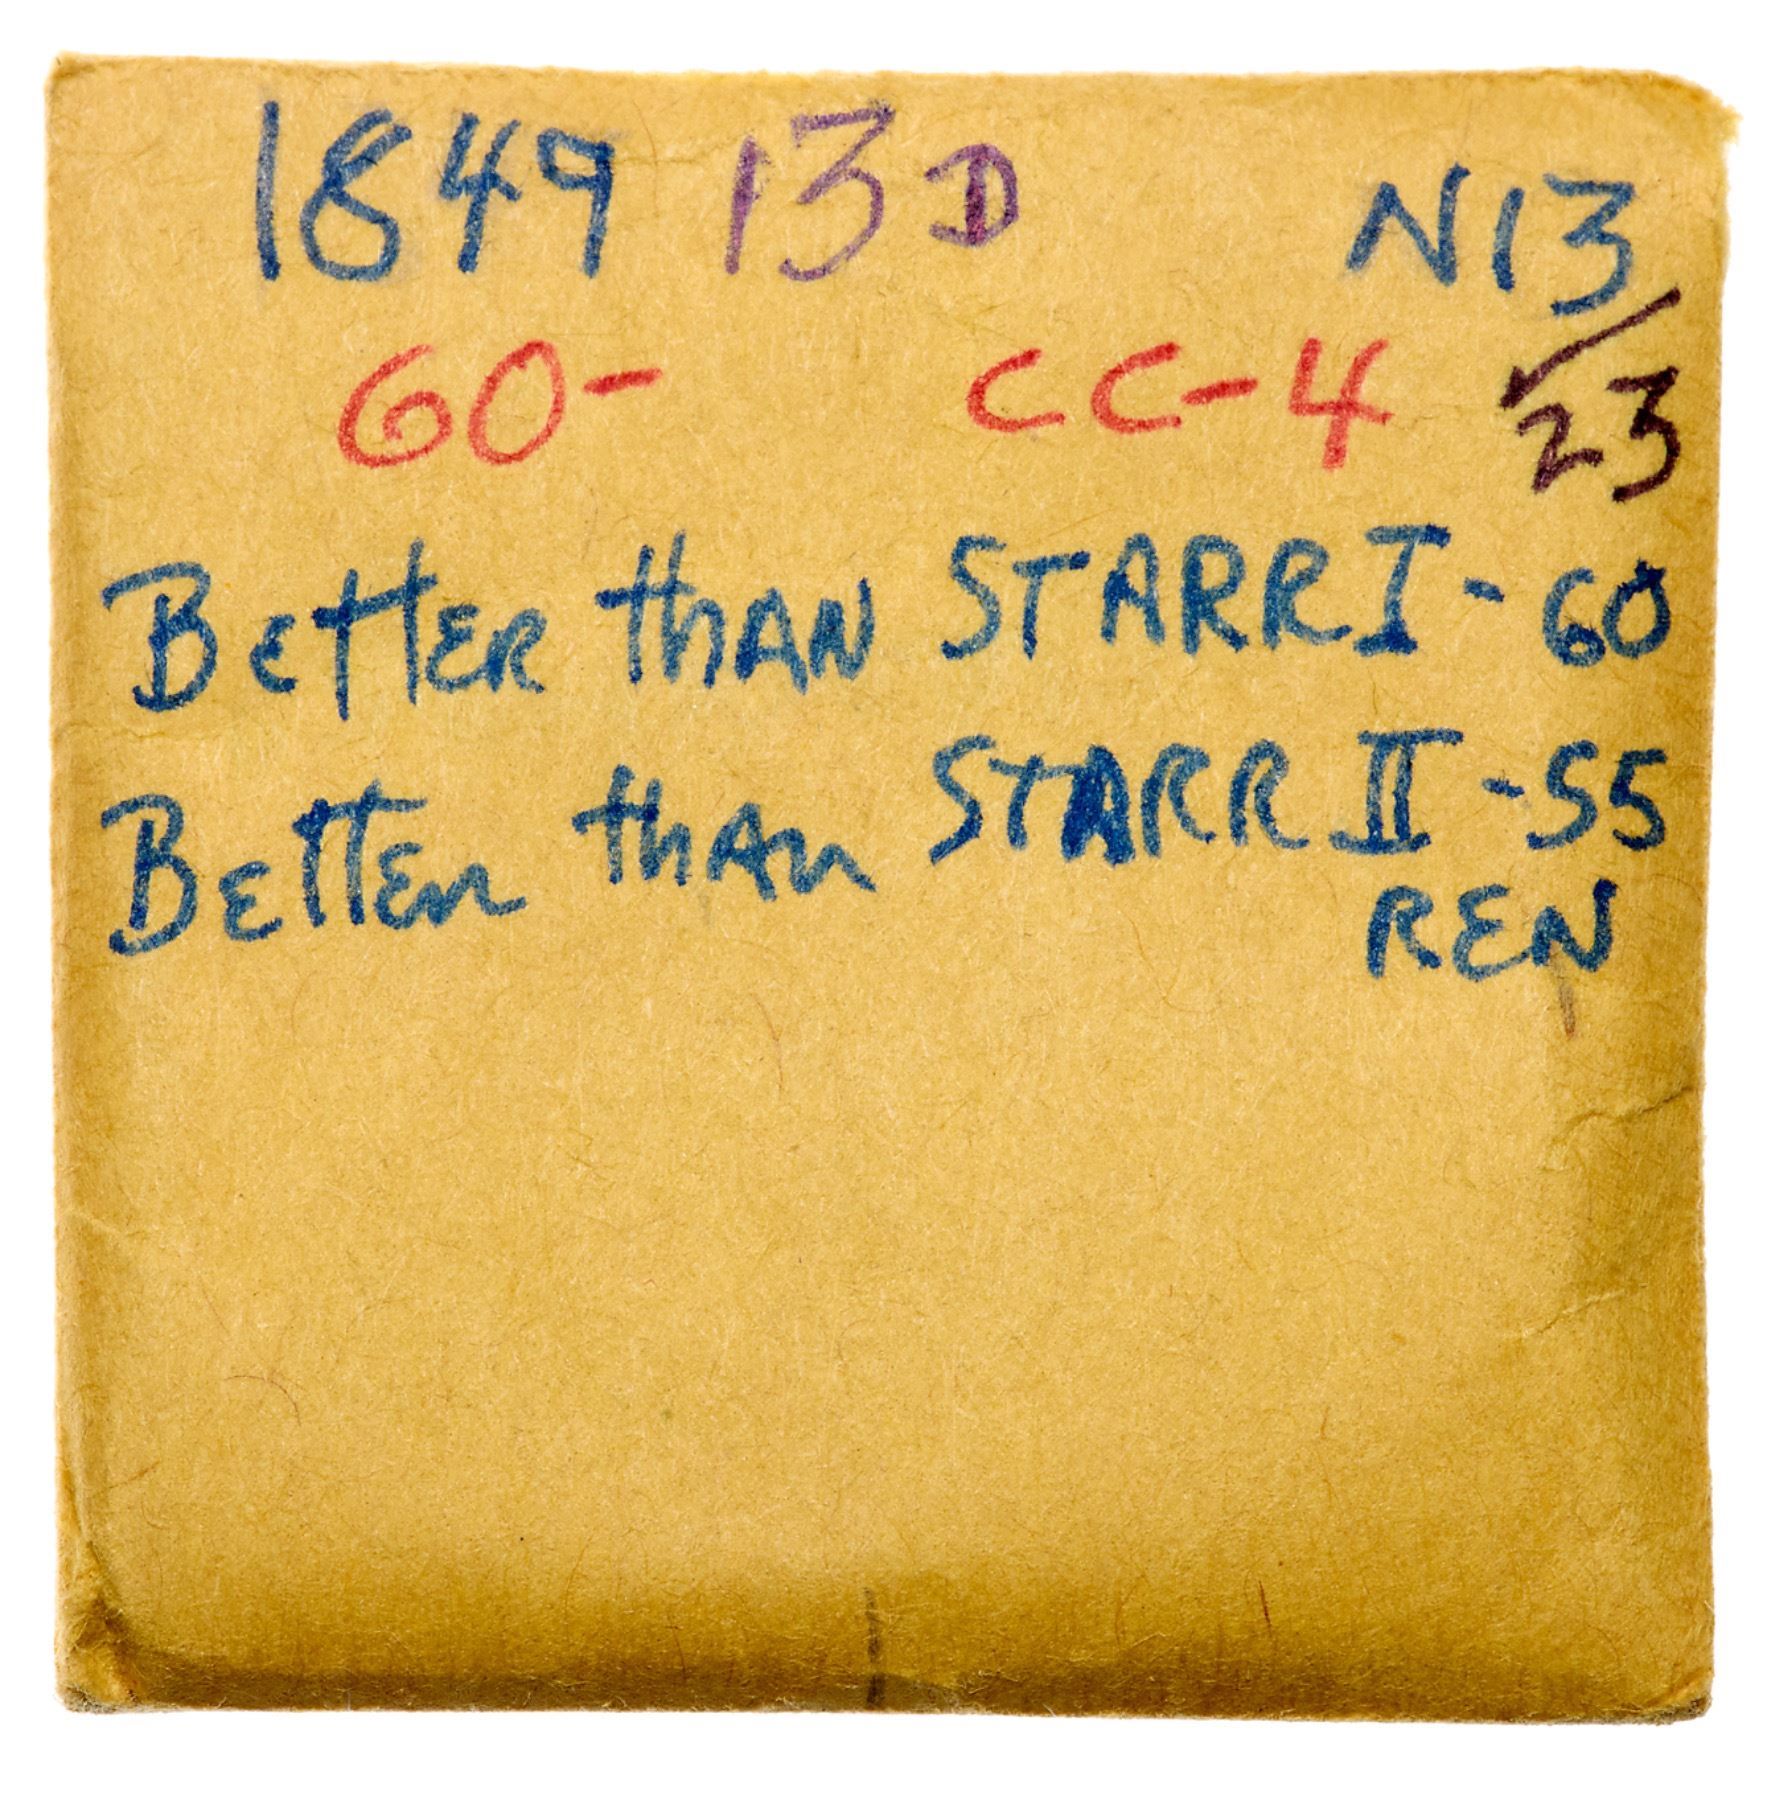 1849 13D N13
60- CC-4 ✓23
Better than STARR I - 60
Better than STARR II - 55
REN